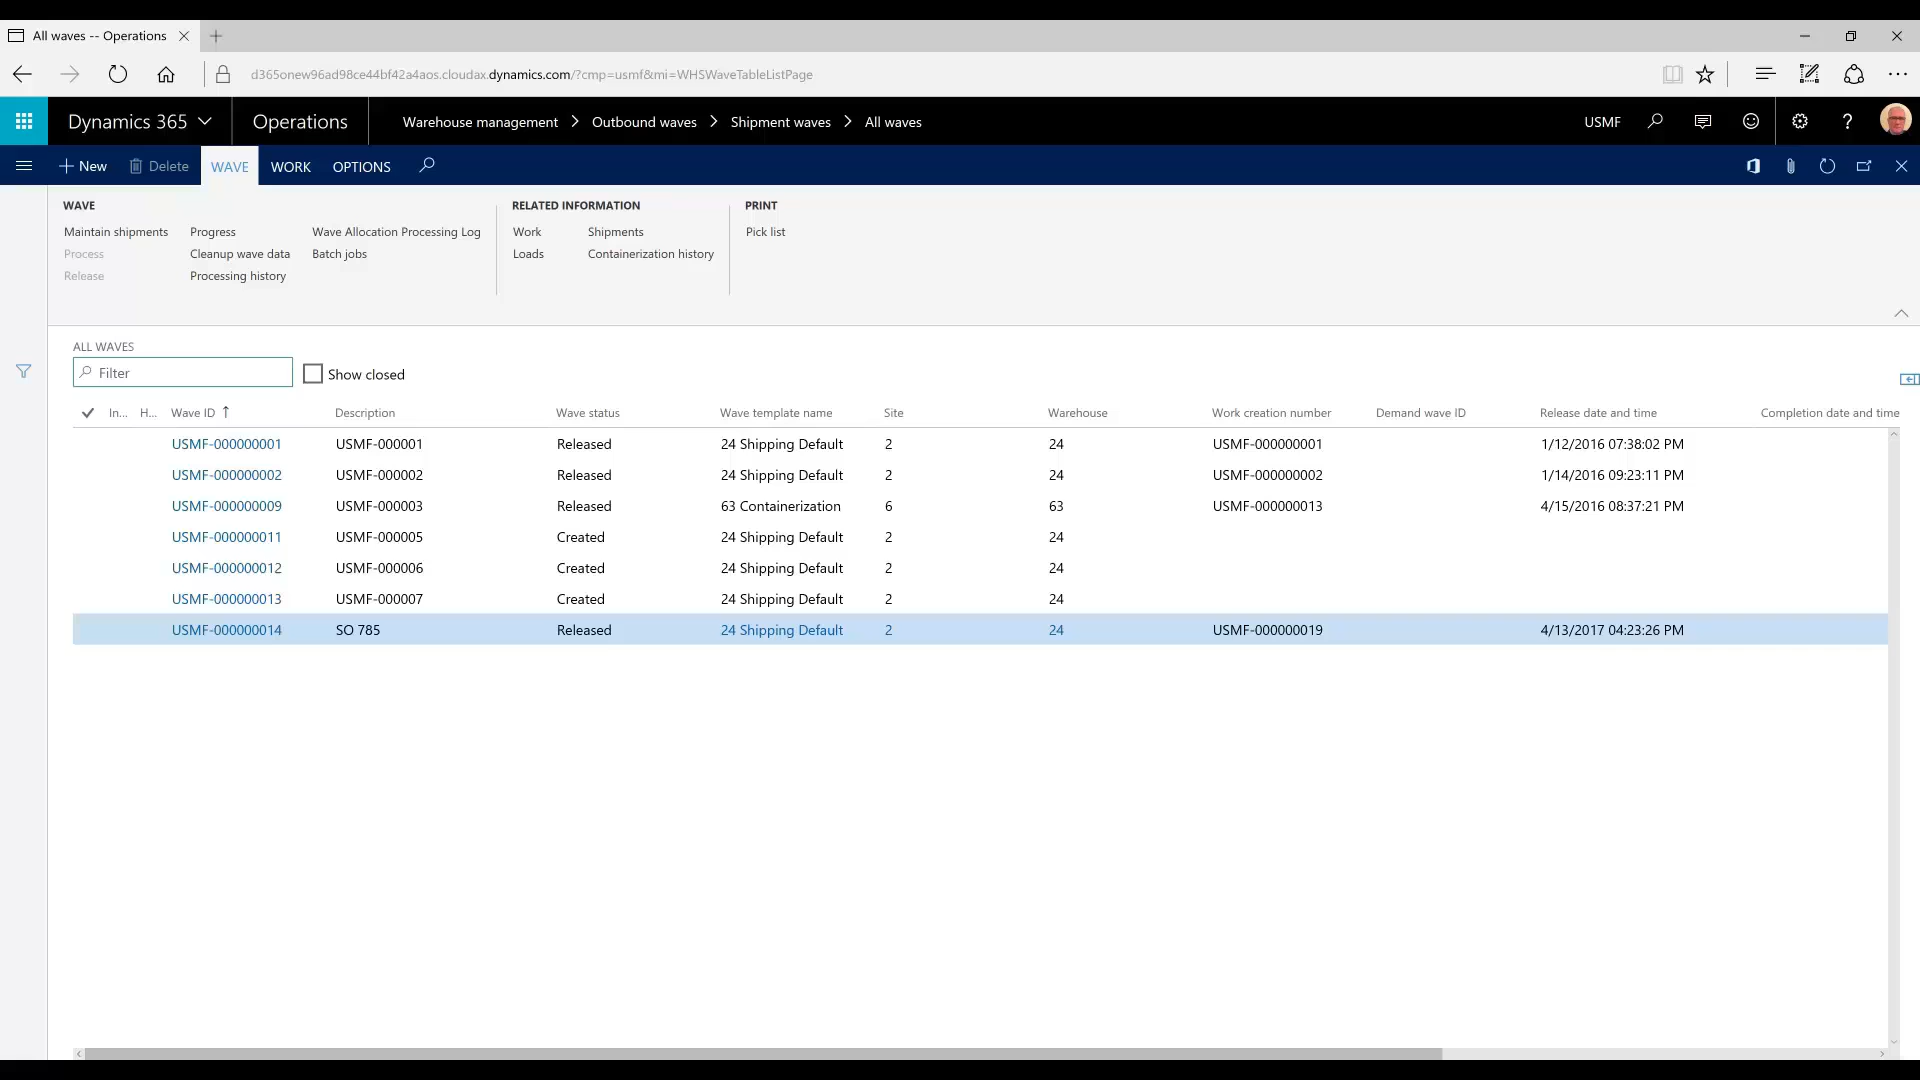 All waves -- Operations
d365onew96ad98ce44bf42a4aos.cloudax.dynamics.com/?cmp=usmf&mi=WHSWaveTableListPage
Dynamics 365 Operations Warehouse management > Outbound waves > Shipment waves > All waves USMF
New Delete WAVE WORK OPTIONS
WAVE RELATED INFORMATION PRINT
Maintain shipments Progress Wave Allocation Processing Log Work Shipments Pick list
Process Cleanup wave data Batch jobs Loads Containerization history
Release Processing history
ALL WAVES
Filter Show closed
In... H... Wave ID ↑ Description Wave status Wave template name Site Warehouse Work creation number Demand wave ID Release date and time Completion date and time
USMF-000000001 USMF-000001 Released 24 Shipping Default 2 24 USMF-000000001 1/12/2016 07:38:02 PM
USMF-000000002 USMF-000002 Released 24 Shipping Default 2 24 USMF-000000002 1/14/2016 09:23:11 PM
USMF-000000009 USMF-000003 Released 63 Containerization 6 63 USMF-000000013 4/15/2016 08:37:21 PM
USMF-000000011 USMF-000005 Created 24 Shipping Default 2 24
USMF-000000012 USMF-000006 Created 24 Shipping Default 2 24
USMF-000000013 USMF-000007 Created 24 Shipping Default 2 24
USMF-000000014 SO 785 Released 24 Shipping Default 2 24 USMF-000000019 4/13/2017 04:23:26 PM